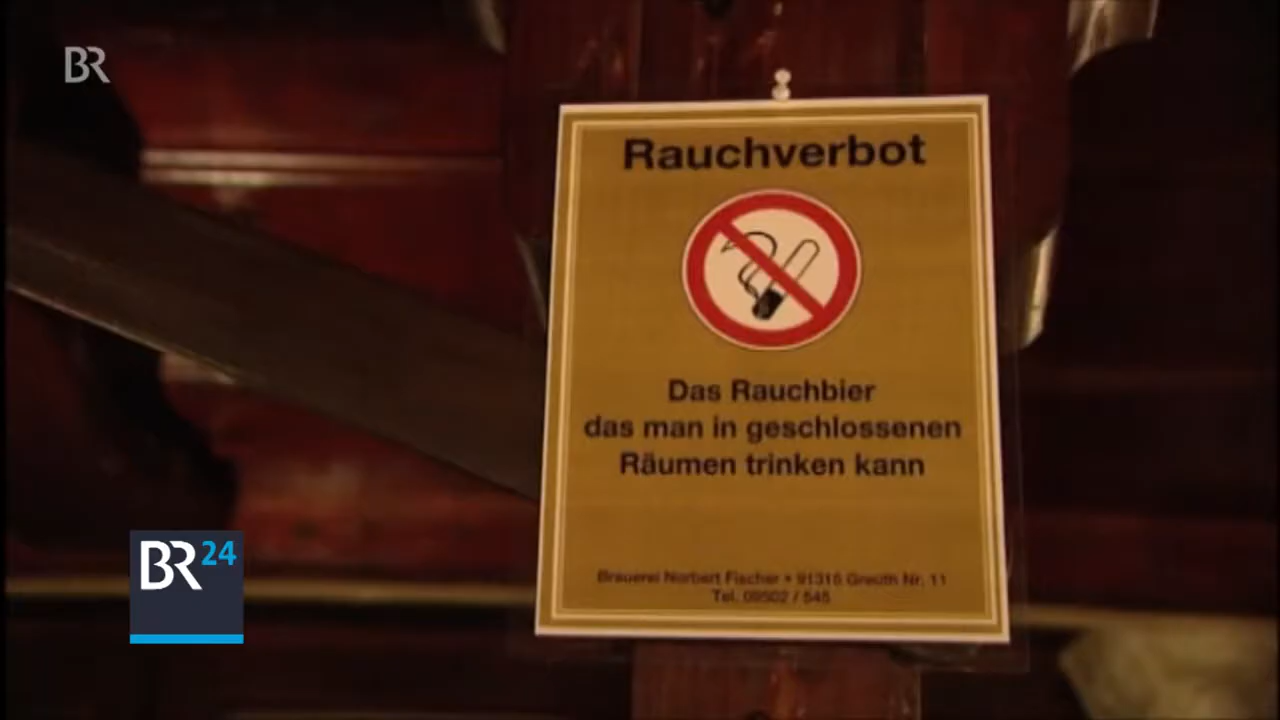 BR
Rauchverbot
Das Rauchbier
das man in geschlossenen
Räumen trinken kann
Brauerei Norbert Fischer • 91315 Greuth Nr. 11
Tel. 09502 / 545
BR24